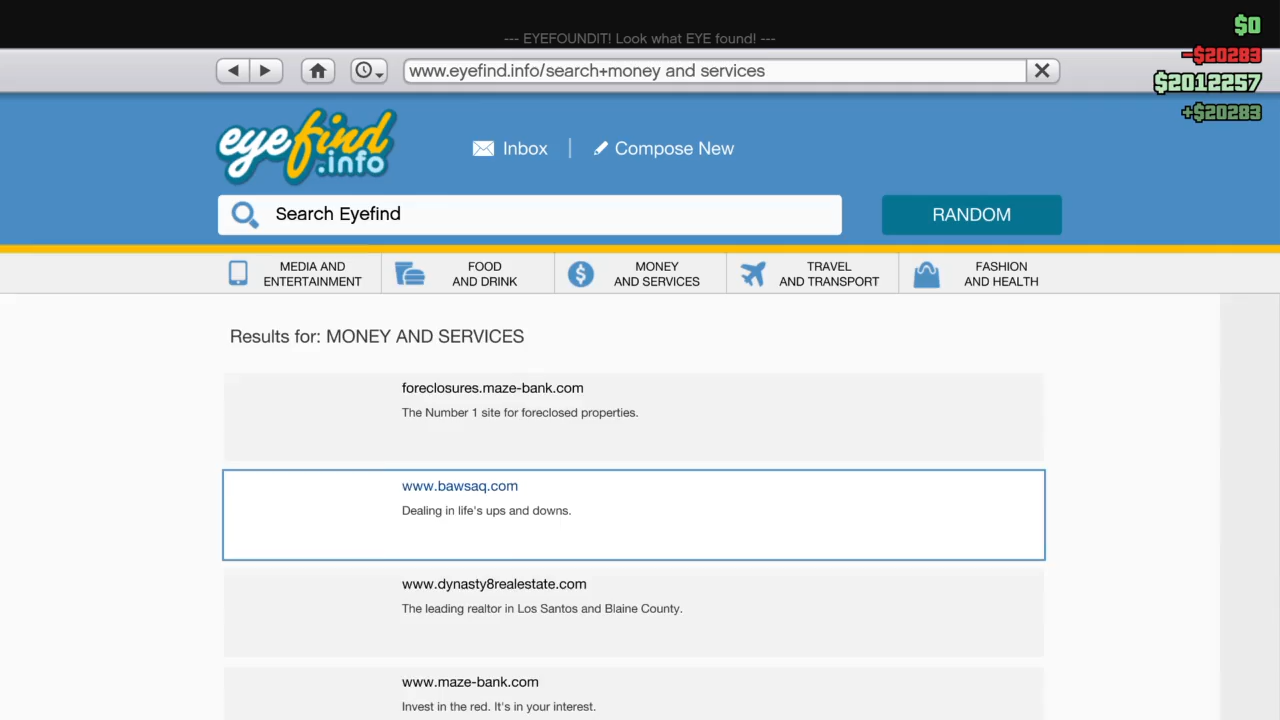 $0
--- EYEFOUNDIT! Look what EYE found! ---
-$20283
www.eyefind.info/search+money and services
$2012257
+$20283
eyefind
.info
Inbox
Compose New
Search Eyefind
RANDOM
MEDIA AND
ENTERTAINMENT
FOOD
AND DRINK
MONEY
AND SERVICES
TRAVEL
AND TRANSPORT
FASHION
AND HEALTH
Results for: MONEY AND SERVICES
foreclosures.maze-bank.com
The Number 1 site for foreclosed properties.
www.bawsaq.com
Dealing in life's ups and downs.
www.dynasty8realestate.com
The leading realtor in Los Santos and Blaine County.
www.maze-bank.com
Invest in the red. It's in your interest.